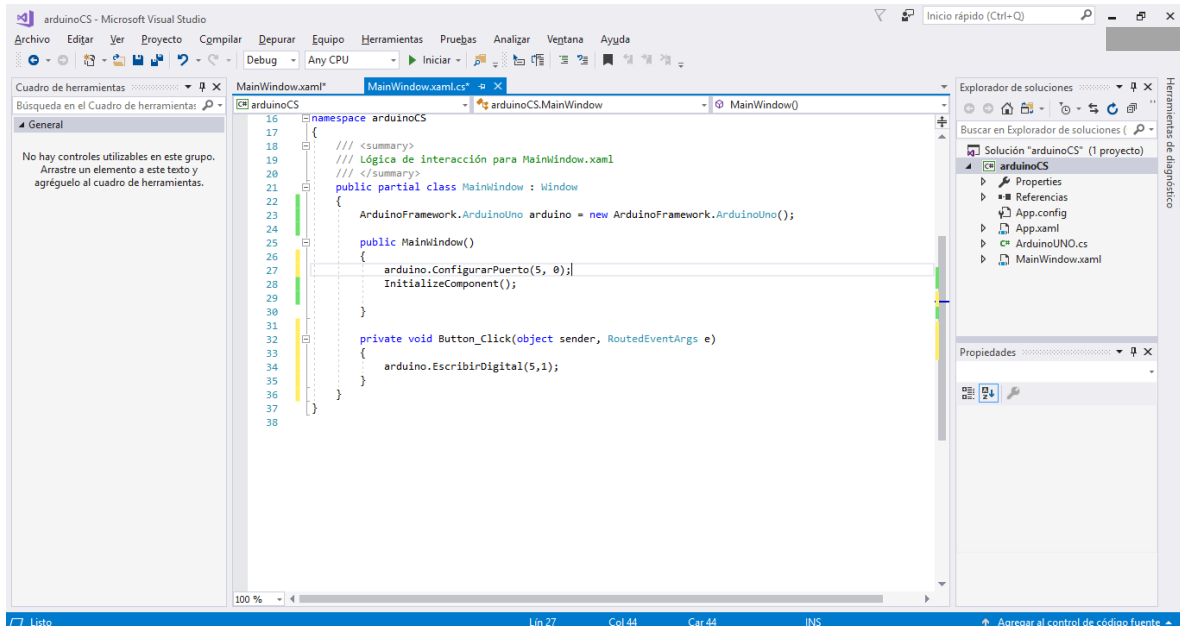 arduinoCS - Microsoft Visual Studio
Inicio rápido (Ctrl+Q)
Archivo Editar Ver Proyecto Compilar Depurar Equipo Herramientas Pruebas Analizar Ventana Ayuda
Debug Any CPU Iniciar
Cuadro de herramientas
Búsqueda en el Cuadro de herramientas
General
No hay controles utilizables en este grupo.
Arrastre un elemento a este texto y
agréguelo al cuadro de herramientas.
MainWindow.xaml* MainWindow.xaml.cs*
C# arduinoCS arduinoCS.MainWindow MainWindow()
16 namespace arduinoCS
17 {
18 /// <summary>
19 /// Lógica de interacción para MainWindow.xaml
20 /// </summary>
21 public partial class MainWindow : Window
22 {
23 ArduinoFramework.ArduinoUno arduino = new ArduinoFramework.ArduinoUno();
24
25 public MainWindow()
26 {
27 arduino.ConfigurarPuerto(5, 0);
28 InitializeComponent();
29
30 }
31
32 private void Button_Click(object sender, RoutedEventArgs e)
33 {
34 arduino.EscribirDigital(5,1);
35 }
36 }
37 }
38
100 %
Explorador de soluciones
Buscar en Explorador de soluciones (
Solución "arduinoCS" (1 proyecto)
C# arduinoCS
Properties
Referencias
App.config
App.xaml
C# ArduinoUNO.cs
MainWindow.xaml
Propiedades
Herramientas de diagnóstico
Listo Lín 27 Col 44 Car 44 INS Agregar al control de código fuente